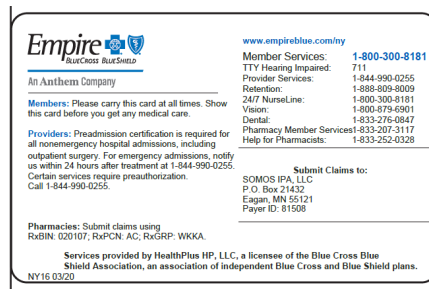 Empire
BLUECROSS BLUESHIELD
An Anthem Company
Members: Please carry this card at all times. Show
this card before you get any medical care.
Providers: Preadmission certification is required for
all nonemergency hospital admissions, including
outpatient surgery. For emergency admissions, notify
us within 24 hours after treatment at 1-844-990-0255.
Certain services require preauthorization.
Call 1-844-990-0255.
Pharmacies: Submit claims using
RxBIN: 020107; RxPCN: AC; RxGRP: WKKA.
www.empireblue.com/ny
Member Services: 1-800-300-8181
TTY Hearing Impaired: 711
Provider Services: 1-844-990-0255
Retention: 1-888-809-8009
24/7 NurseLine: 1-800-300-8181
Vision: 1-800-879-6901
Dental: 1-833-276-0847
Pharmacy Member Services1-833-207-3117
Help for Pharmacists: 1-833-252-0328
Submit Claims to:
SOMOS IPA, LLC
P.O. Box 21432
Eagan, MN 55121
Payer ID: 81508
Services provided by HealthPlus HP, LLC, a licensee of the Blue Cross Blue
Shield Association, an association of independent Blue Cross and Blue Shield plans.
NY16 03/20